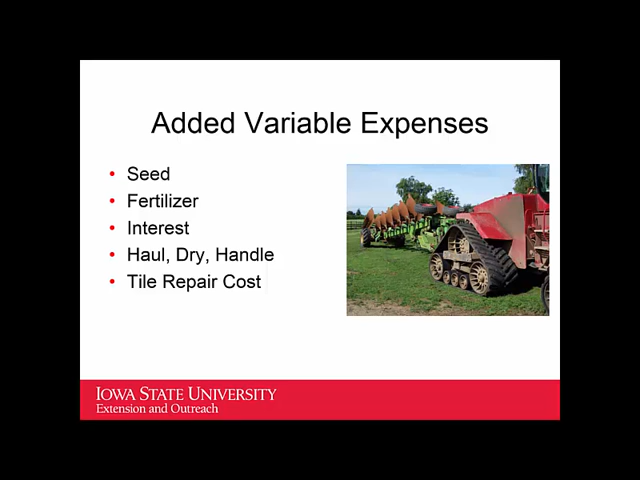 Added Variable Expenses
• Seed
• Fertilizer
• Interest
• Haul, Dry, Handle
• Tile Repair Cost
IOWA STATE UNIVERSITY
Extension and Outreach